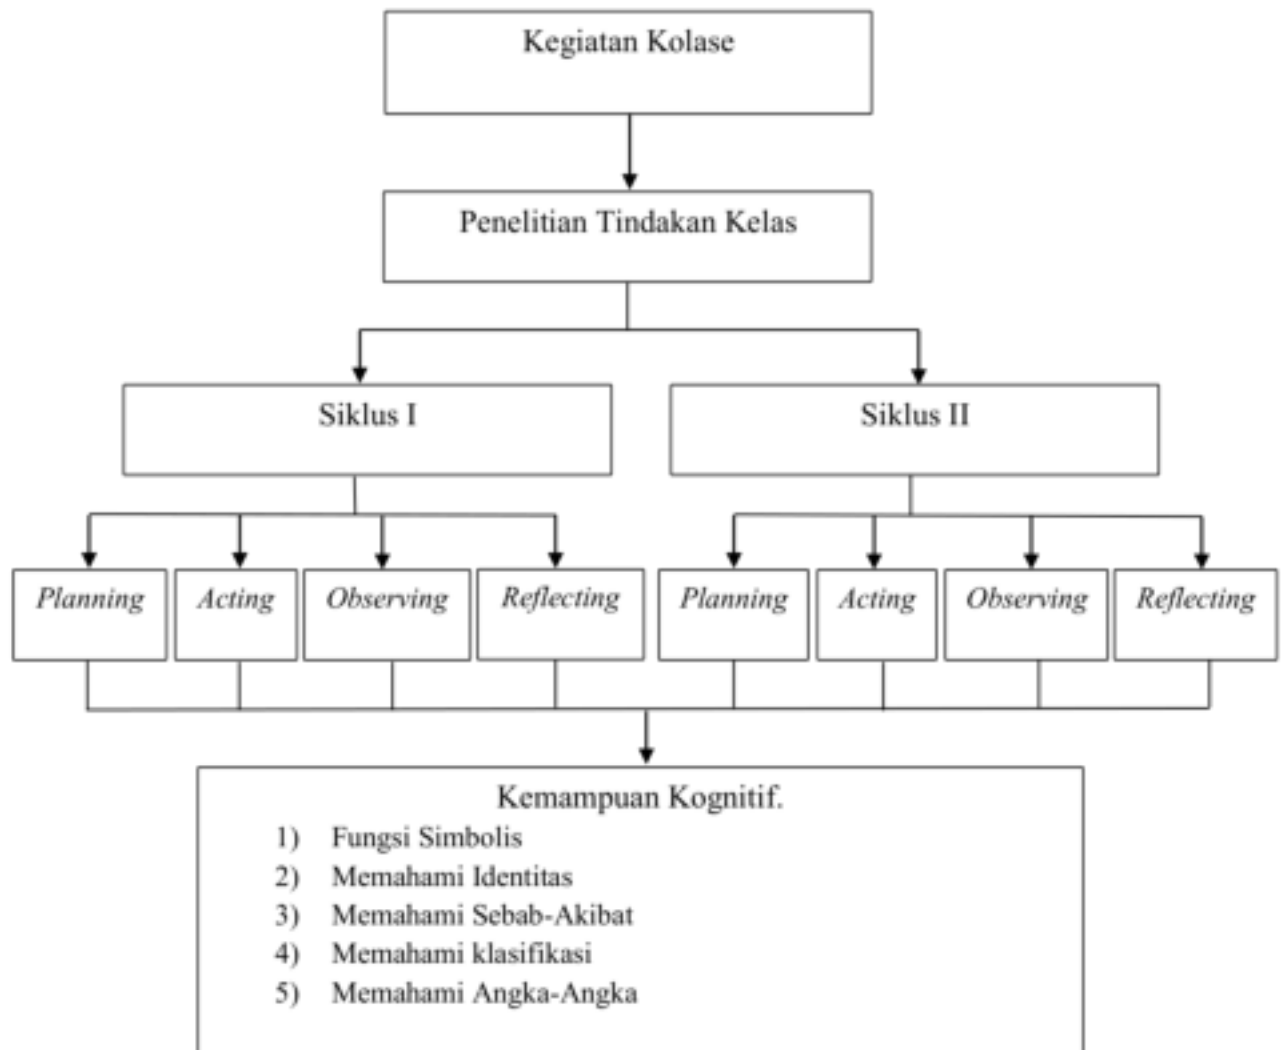 Kegiatan Kolase
Penelitian Tindakan Kelas
Siklus I
Siklus II
Planning
Acting
Observing
Reflecting
Planning
Acting
Observing
Reflecting
Kemampuan Kognitif.
1) Fungsi Simbolis
2) Memahami Identitas
3) Memahami Sebab-Akibat
4) Memahami klasifikasi
5) Memahami Angka-Angka